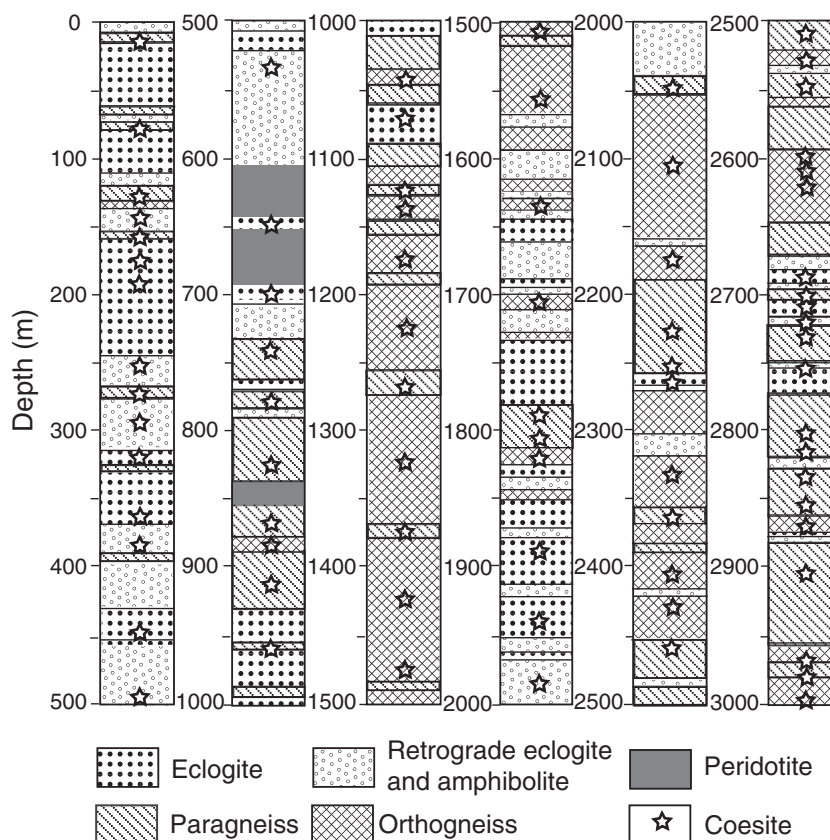 0 500 1000 1500 2000 2500
100 600 1100 1600 2100 2600
200 700 1200 1700 2200 2700
300 800 1300 1800 2300 2800
400 900 1400 1900 2400 2900
500 1000 1500 2000 2500 3000
Depth (m)
Eclogite
Retrograde eclogite
and amphibolite
Peridotite
Paragneiss
Orthogneiss
Coesite